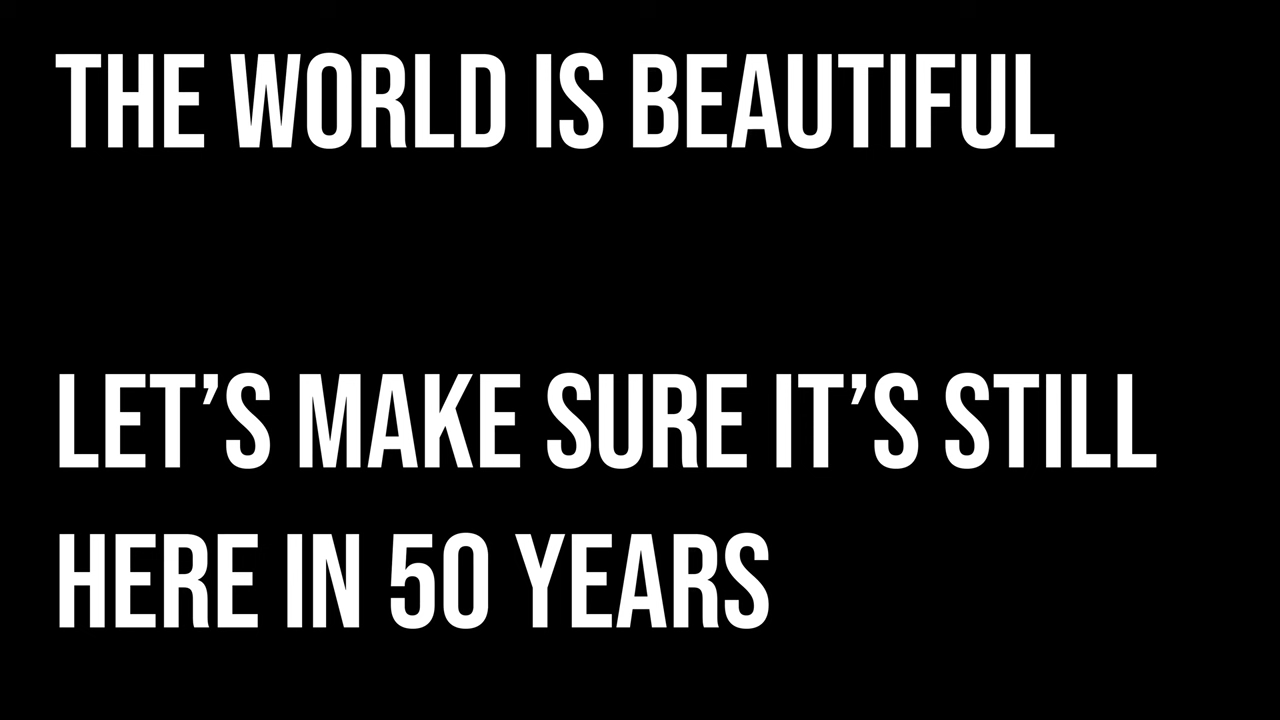 THE WORLD IS BEAUTIFUL
LET’S MAKE SURE IT’S STILL
HERE IN 50 YEARS